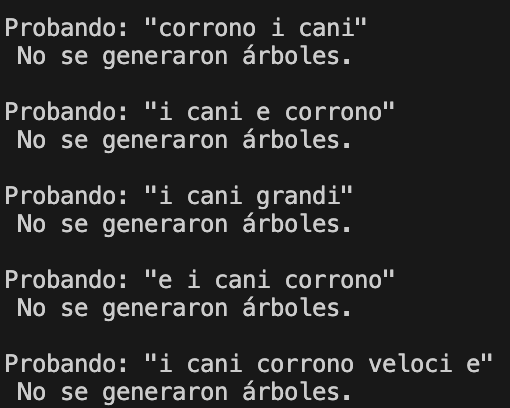 Probando: "corrono i cani"
No se generaron árboles.
Probando: "i cani e corrono"
No se generaron árboles.
Probando: "i cani grandi"
No se generaron árboles.
Probando: "e i cani corrono"
No se generaron árboles.
Probando: "i cani corrono veloci e"
No se generaron árboles.